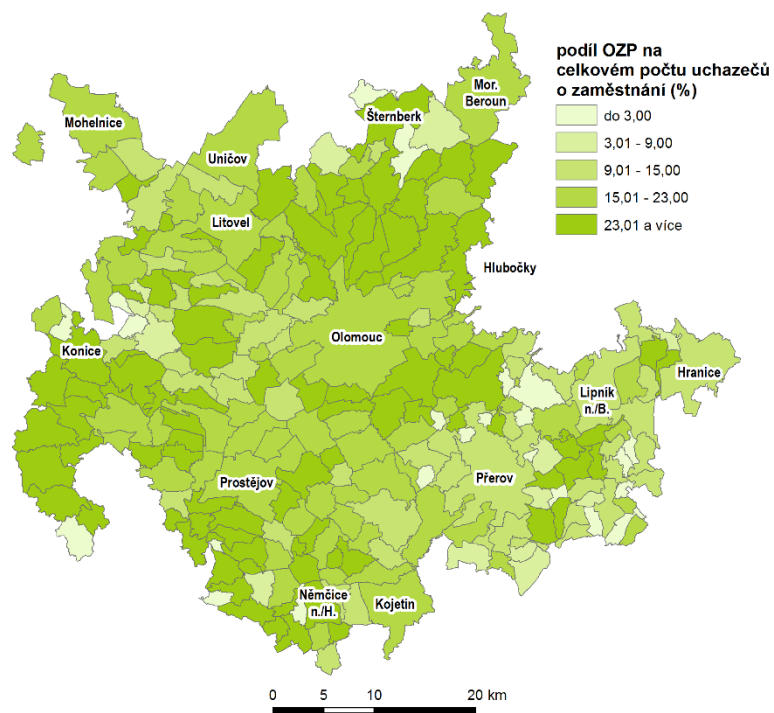 podíl OZP na
celkovém počtu uchazečů
o zaměstnání (%)
do 3,00
3,01 - 9,00
9,01 - 15,00
15,01 - 23,00
23,01 a více
Mor.
Beroun
Šternberk
Mohelnice
Uničov
Litovel
Hlubočky
Olomouc
Konice
Hranice
Lipník
n./B.
Prostějov
Přerov
Němčice
n./H.
Kojetín
0 5 10 20 km